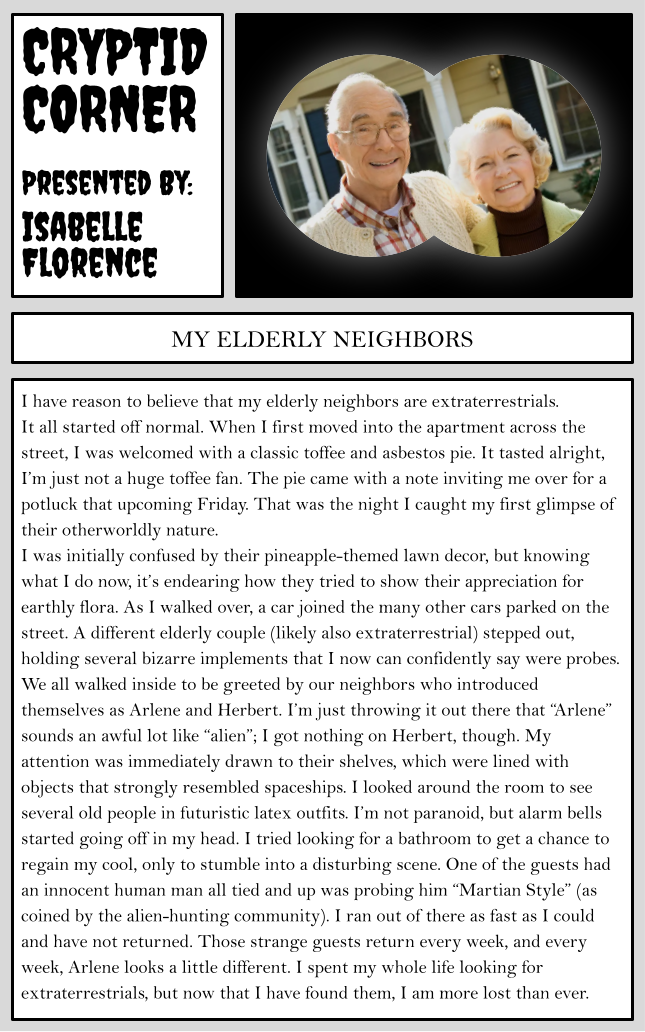 CRYPTID
CORNER
PRESENTED BY:
ISABELLE
FLORENCE
MY ELDERLY NEIGHBORS
I have reason to believe that my elderly neighbors are extraterrestrials.
It all started off normal. When I first moved into the apartment across the
street, I was welcomed with a classic toffee and asbestos pie. It tasted alright,
I'm just not a huge toffee fan. The pie came with a note inviting me over for a
potluck that upcoming Friday. That was the night I caught my first glimpse of
their otherworldly nature.
I was initially confused by their pineapple-themed lawn decor, but knowing
what I do now, it's endearing how they tried to show their appreciation for
earthly flora. As I walked over, a car joined the many other cars parked on the
street. A different elderly couple (likely also extraterrestrial) stepped out,
holding several bizarre implements that I now can confidently say were probes.
We all walked inside to be greeted by our neighbors who introduced
themselves as Arlene and Herbert. I'm just throwing it out there that “Arlene”
sounds an awful lot like “alien”; I got nothing on Herbert, though. My
attention was immediately drawn to their shelves, which were lined with
objects that strongly resembled spaceships. I looked around the room to see
several old people in futuristic latex outfits. I'm not paranoid, but alarm bells
started going off in my head. I tried looking for a bathroom to get a chance to
regain my cool, only to stumble into a disturbing scene. One of the guests had
an innocent human man all tied and up was probing him “Martian Style” (as
coined by the alien-hunting community). I ran out of there as fast as I could
and have not returned. Those strange guests return every week, and every
week, Arlene looks a little different. I spent my whole life looking for
extraterrestrials, but now that I have found them, I am more lost than ever.